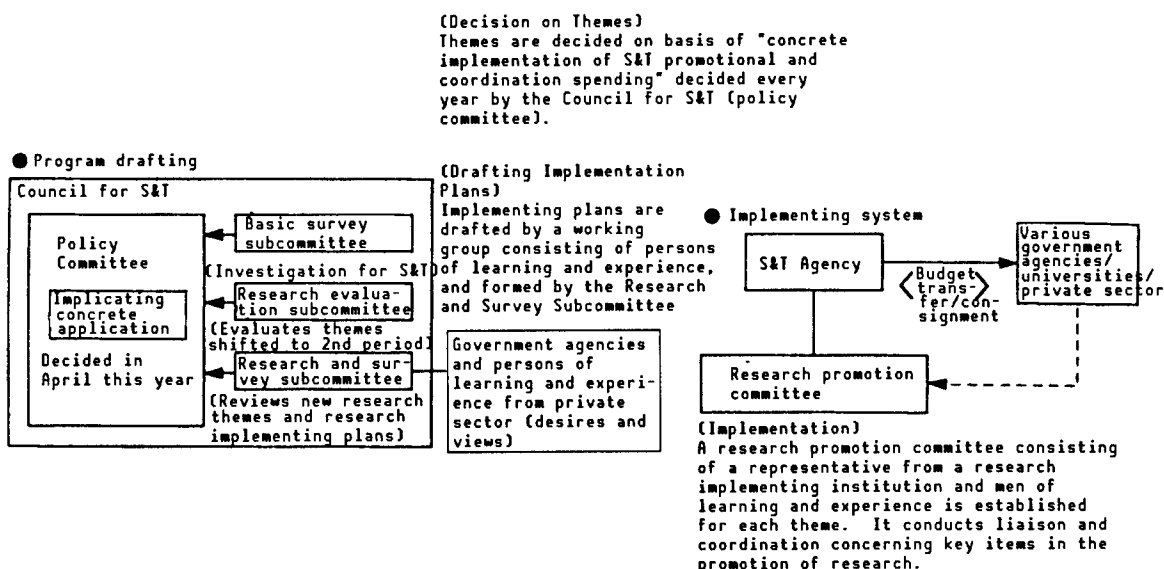 (Decision on Themes)
Themes are decided on basis of "concrete
implementation of S&T promotional and
coordination spending" decided every
year by the Council for S&T (policy
committee).
● Program drafting
Council for S&T
Policy
Committee
Implicating
concrete
application
Decided in
April this year
Basic survey
subcommittee
(Investigation for S&T)
Research evalua-
tion subcommittee
(Evaluates themes
shifted to 2nd period)
Research and sur-
vey subcommittee
(Reviews new research
themes and research
implementing plans)
(Drafting Implementation
Plans)
Implementing plans are
drafted by a working
group consisting of persons
of learning and experience,
and formed by the Research
and Survey Subcommittee
Government agencies
and persons of
learning and experi-
ence from private
sector (desires and
views)
● Implementing system
S&T Agency
Budget
trans-
fer/con-
signment
Various
government
agencies/
universities/
private sector
Research promotion
committee
(Implementation)
A research promotion committee consisting
of a representative from a research
implementing institution and men of
learning and experience is established
for each theme. It conducts liaison and
coordination concerning key items in the
promotion of research.